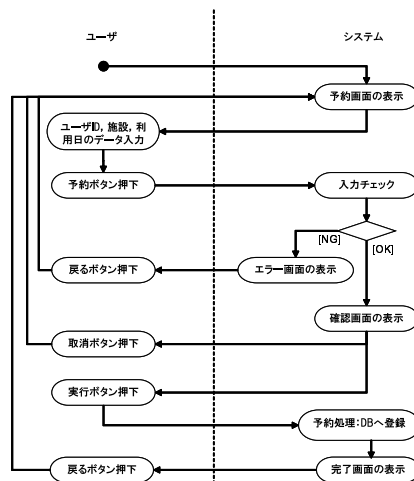 ユーザ
システム
予約画面の表示
ユーザID, 施設, 利
用日のデータ入力
予約ボタン押下
入力チェック
[NG]
[OK]
戻るボタン押下
エラー画面の表示
確認画面の表示
取消ボタン押下
実行ボタン押下
予約処理:DBへ登録
戻るボタン押下
完了画面の表示